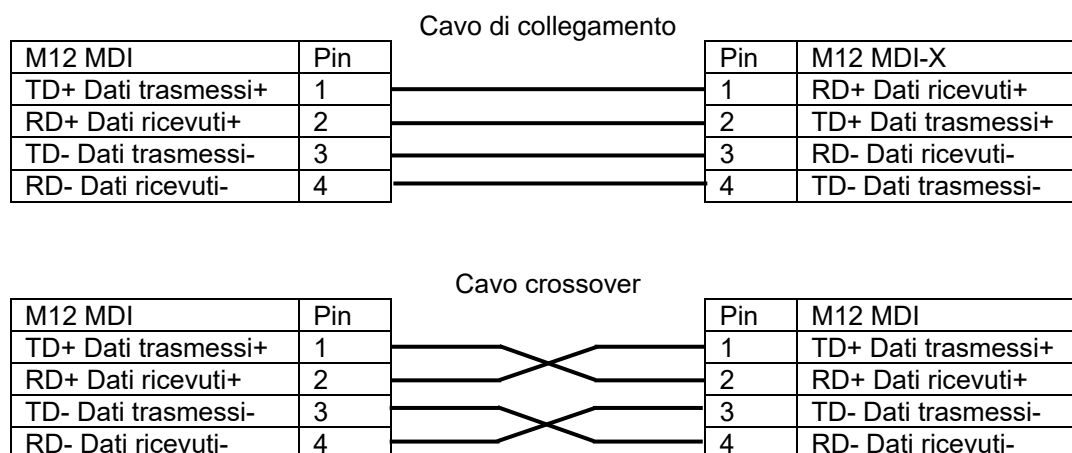 Cavo di collegamento
M12 MDI Pin Pin M12 MDI-X
TD+ Dati trasmessi+ 1 1 RD+ Dati ricevuti+
RD+ Dati ricevuti+ 2 2 TD+ Dati trasmessi+
TD- Dati trasmessi- 3 3 RD- Dati ricevuti-
RD- Dati ricevuti- 4 4 TD- Dati trasmessi-
Cavo crossover
M12 MDI Pin Pin M12 MDI
TD+ Dati trasmessi+ 1 1 TD+ Dati trasmessi+
RD+ Dati ricevuti+ 2 2 RD+ Dati ricevuti+
TD- Dati trasmessi- 3 3 TD- Dati trasmessi-
RD- Dati ricevuti- 4 4 RD- Dati ricevuti-